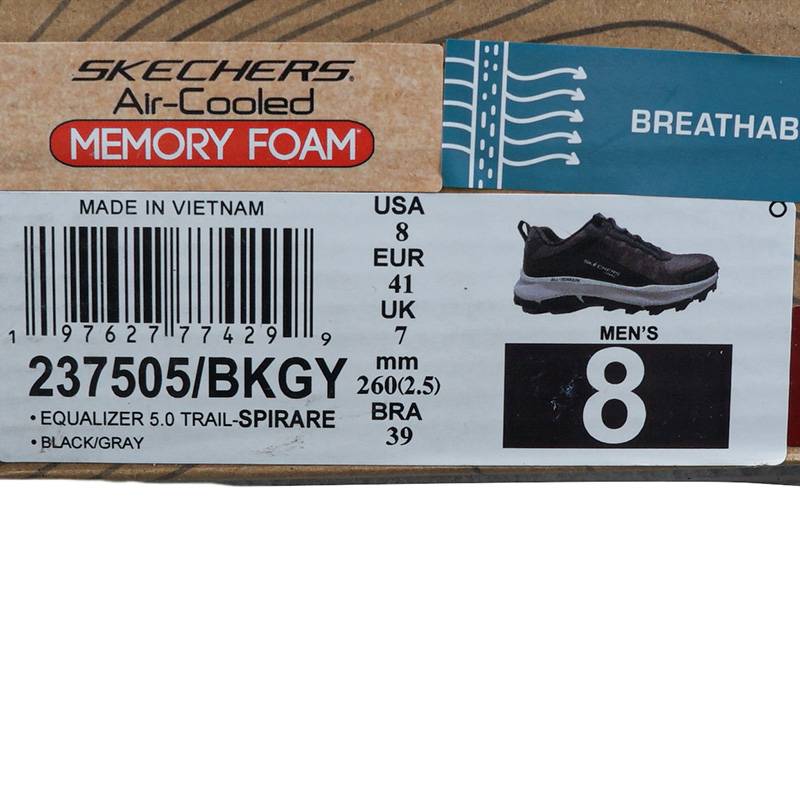 SKECHERS®
Air-Cooled
MEMORY FOAM
BREATHAB
MADE IN VIETNAM
1 97627 77429 9
237505/BKGY
• EQUALIZER 5.0 TRAIL-SPIRARE
• BLACK/GRAY
USA
8
EUR
41
UK
7
mm
260(2.5)
BRA
39
SKECHERS
MEN'S
8